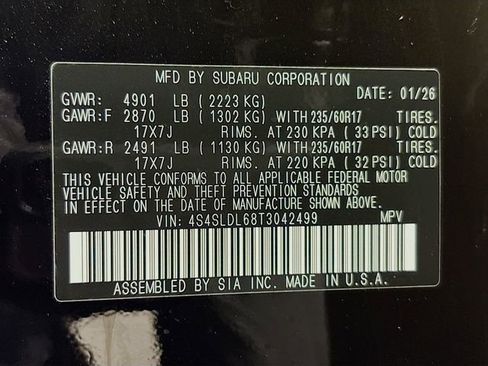 MFD BY SUBARU CORPORATION
GVWR: 4901 LB ( 2223 KG) DATE: 01/26
GAWR:F 2870 LB ( 1302 KG) WITH 235/60R17 TIRES.
17X7J RIMS. AT 230 KPA ( 33 PSI) COLD
GAWR:R 2491 LB ( 1130 KG) WITH 235/60R17 TIRES.
17X7J RIMS. AT 220 KPA ( 32 PSI) COLD
THIS VEHICLE CONFORMS TO ALL APPLICABLE FEDERAL MOTOR
VEHICLE SAFETY AND THEFT PREVENTION STANDARDS
IN EFFECT ON THE DATE OF MANUFACTURE SHOWN ABOVE.
VIN: 4S4SLDL68T3042499 MPV
ASSEMBLED BY SIA INC. MADE IN U.S.A.